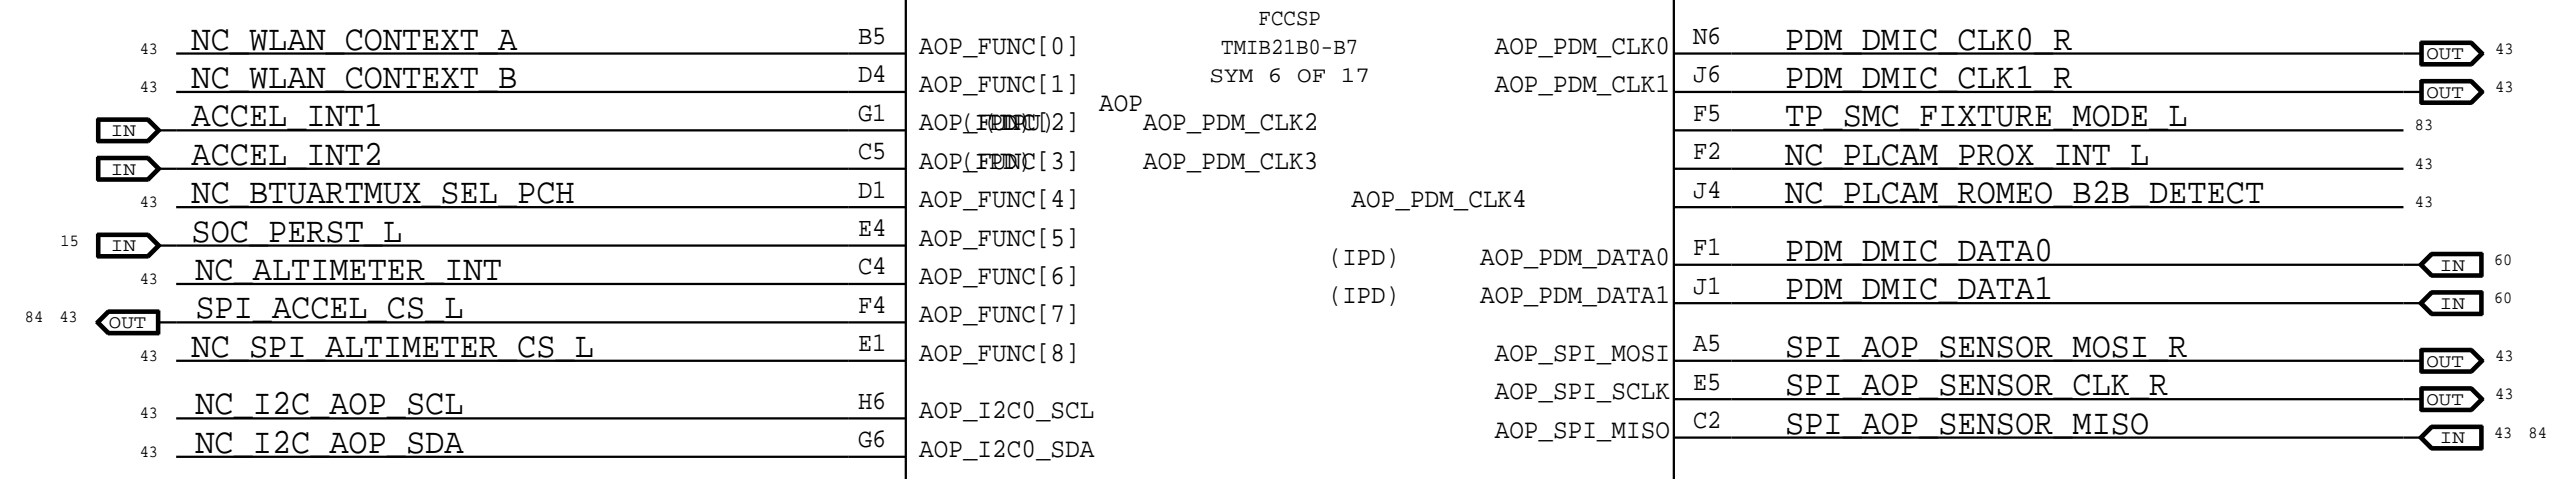 FCCSP
43 NC_WLAN_CONTEXT_A B5 AOP_FUNC[0] TMIB21B0-B7 AOP_PDM_CLK0 N6 PDM_DMIC_CLK0_R OUT 43
43 NC_WLAN_CONTEXT_B D4 AOP_FUNC[1] SYM 6 OF 17 AOP_PDM_CLK1 J6 PDM_DMIC_CLK1_R OUT 43
AOP
IN ACCEL_INT1 G1 AOP_FUNC[2] AOP_PDM_CLK2 F5 TP_SMC_FIXTURE_MODE_L 83
IN ACCEL_INT2 C5 AOP_FUNC[3] (IPD) AOP_PDM_CLK3 F2 NC_PLCAM_PROX_INT_L 43
43 NC_BTUARTMUX_SEL_PCH D1 AOP_FUNC[4] AOP_PDM_CLK4 J4 NC_PLCAM_ROMEO_B2B_DETECT 43
15 IN SOC_PERST_L E4 AOP_FUNC[5]
(IPD) AOP_PDM_DATA0 F1 PDM_DMIC_DATA0 IN 60
43 NC_ALTIMETER_INT C4 AOP_FUNC[6]
(IPD) AOP_PDM_DATA1 J1 PDM_DMIC_DATA1 IN 60
84 43 OUT SPI_ACCEL_CS_L F4 AOP_FUNC[7]
43 NC_SPI_ALTIMETER_CS_L E1 AOP_FUNC[8] AOP_SPI_MOSI A5 SPI_AOP_SENSOR_MOSI_R OUT 43
AOP_SPI_SCLK E5 SPI_AOP_SENSOR_CLK_R OUT 43
43 NC_I2C_AOP_SCL H6 AOP_I2C0_SCL
AOP_SPI_MISO C2 SPI_AOP_SENSOR_MISO IN 43 84
43 NC_I2C_AOP_SDA G6 AOP_I2C0_SDA